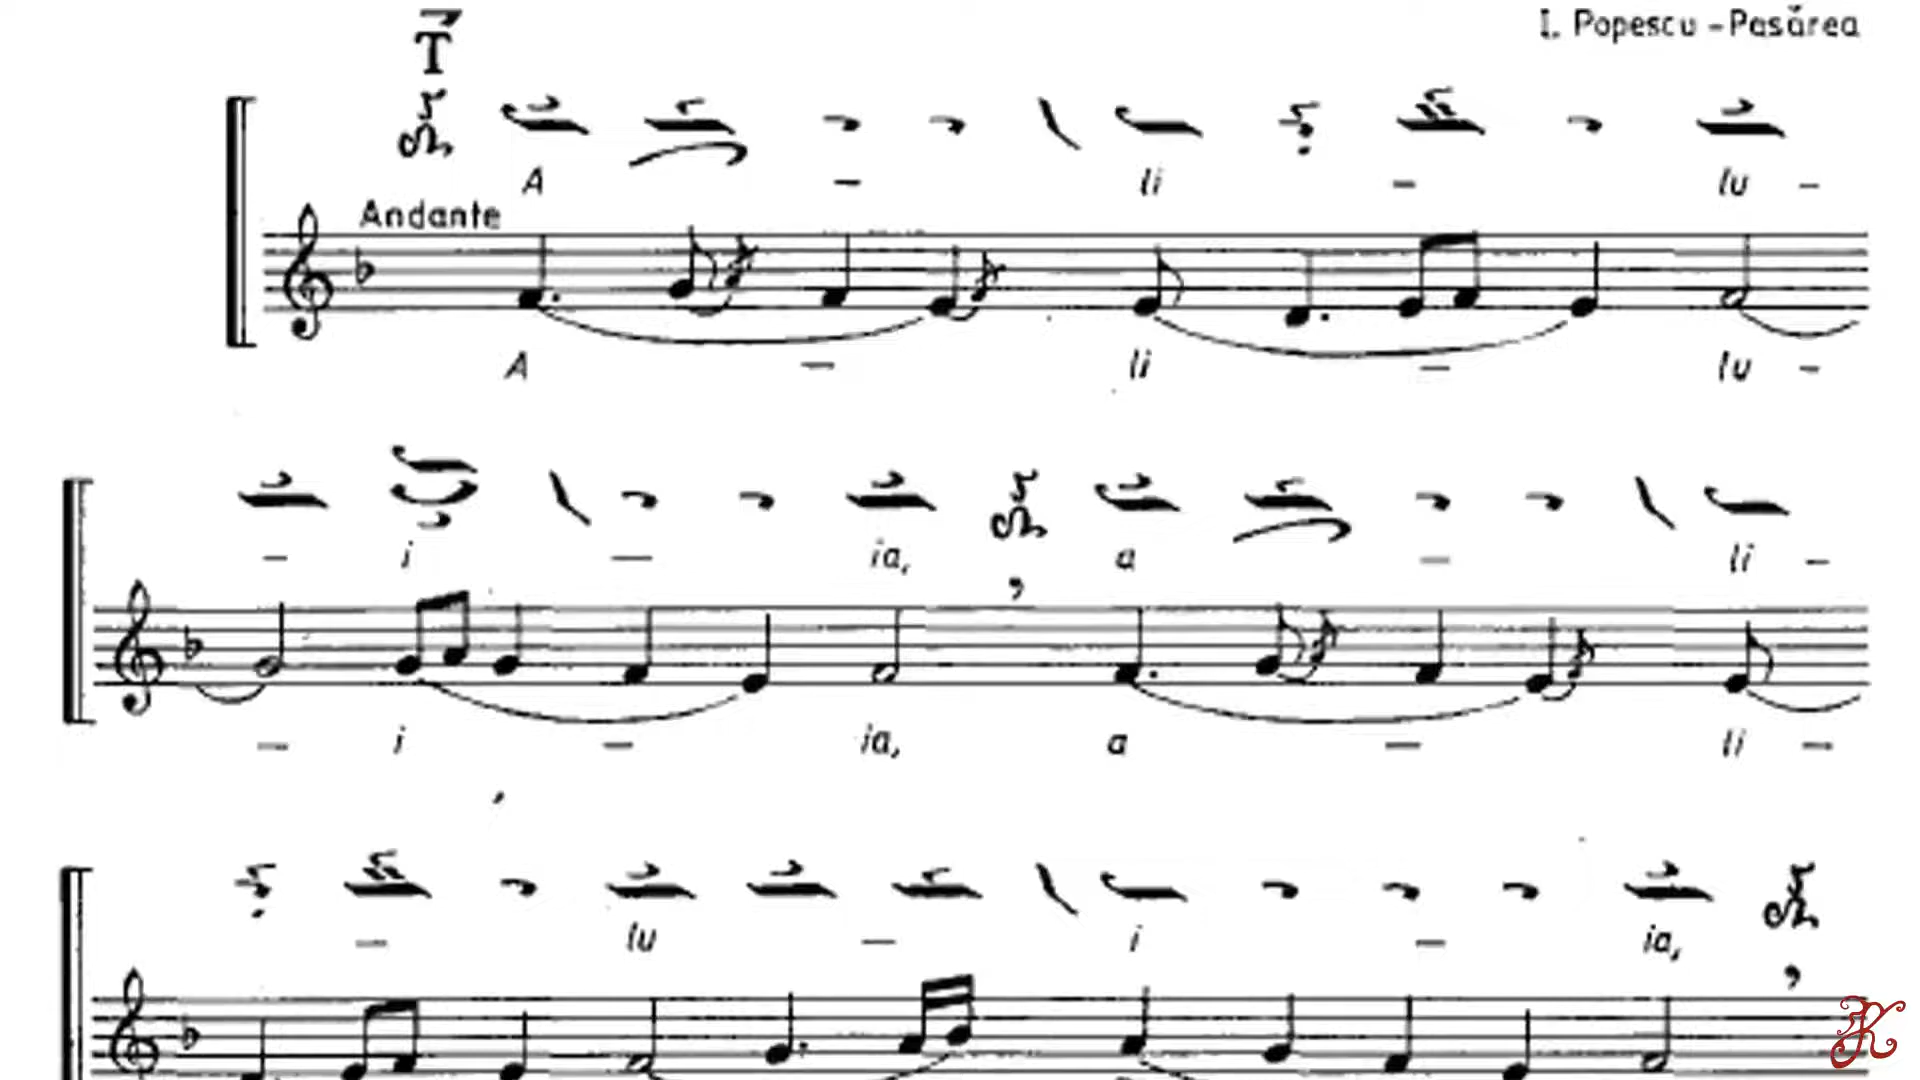 T
I. Popescu-Pasărea
A – li – lu –
Andante
A – li – lu –
– i – ia, a – li –
– i – ia, a – li –
– lu – i – ia,
K